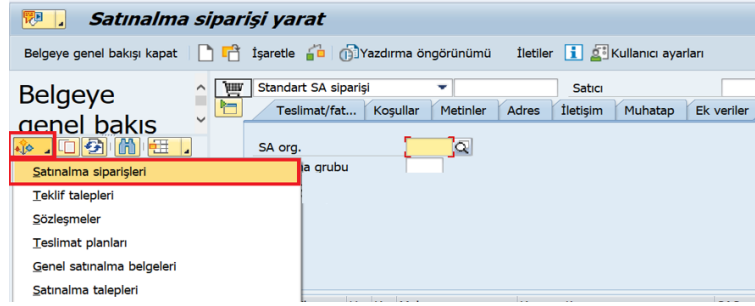 Satınalma siparişi yarat
Belgeye genel bakışı kapat İşaretle Yazdırma öngörünümü İletiler Kullanıcı ayarları
Belgeye
genel bakış
Standart SA siparişi Satıcı
Teslimat/fat... Koşullar Metinler Adres İletişim Muhatap Ek veriler
SA org.
a grubu
Satınalma siparişleri
Teklif talepleri
Sözleşmeler
Teslimat planları
Genel satınalma belgeleri
Satınalma talepleri